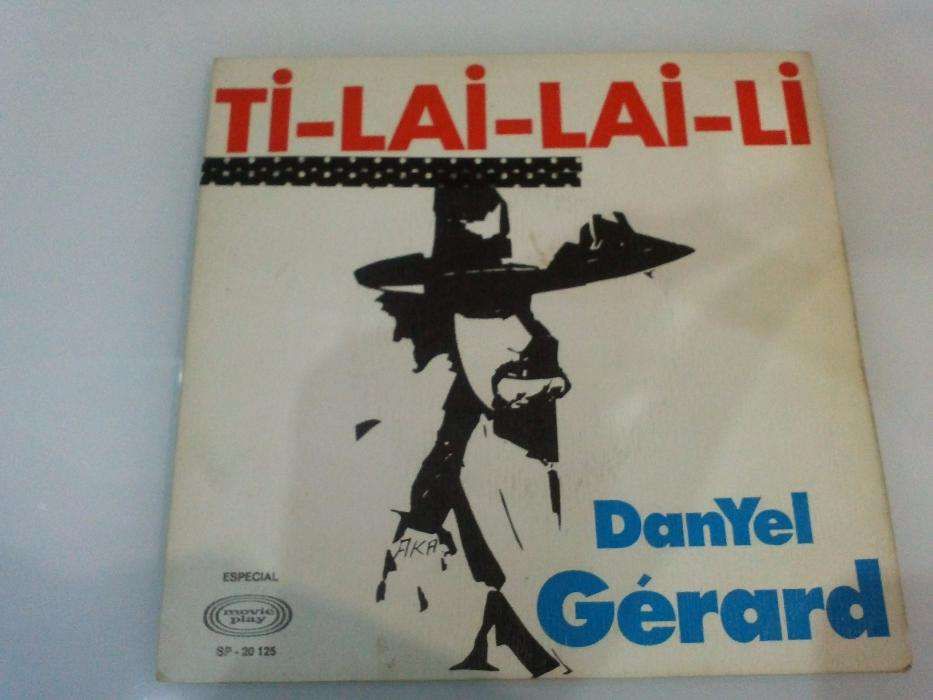 Ti-LAi-LAi-Li
AKA
DanYel
Gérard
ESPECIAL
movie
play
SP - 20 125